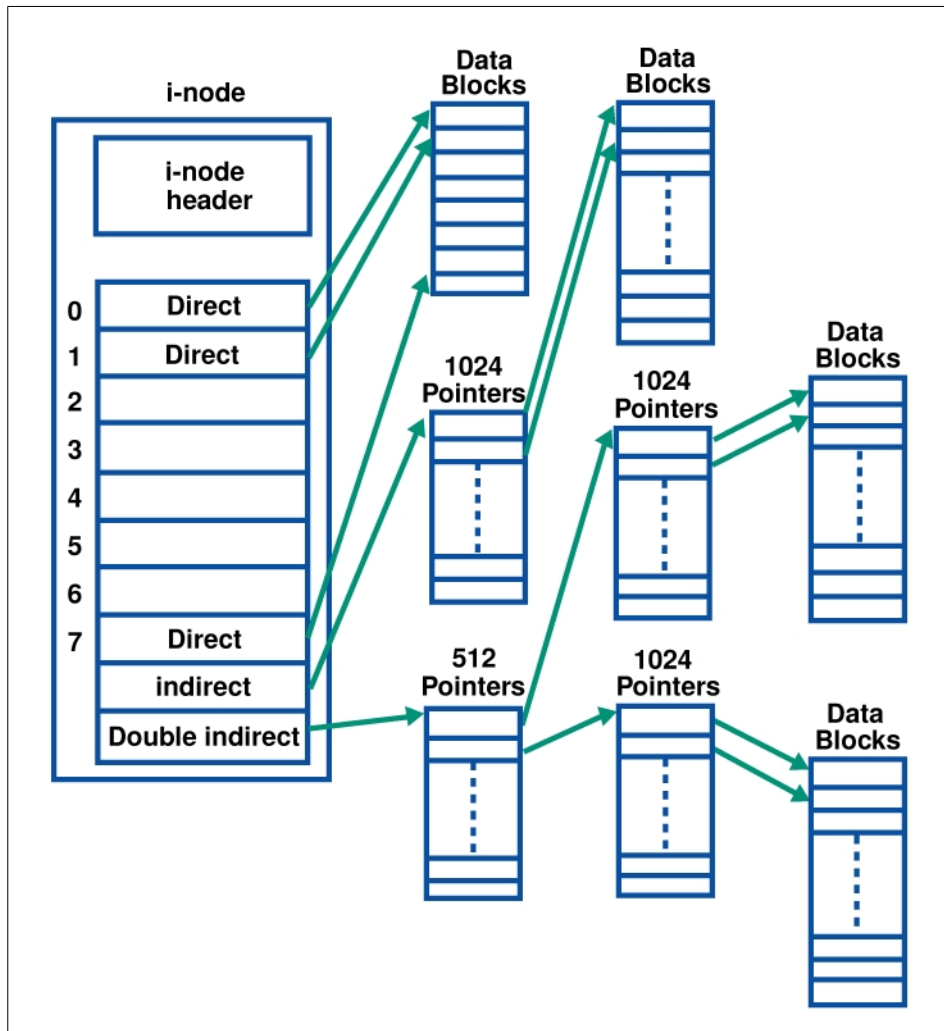 i-node
i-node
header
0
Direct
1
Direct
2
3
4
5
6
7
Direct
indirect
Double indirect
Data
Blocks
Data
Blocks
1024
Pointers
1024
Pointers
Data
Blocks
512
Pointers
1024
Pointers
Data
Blocks